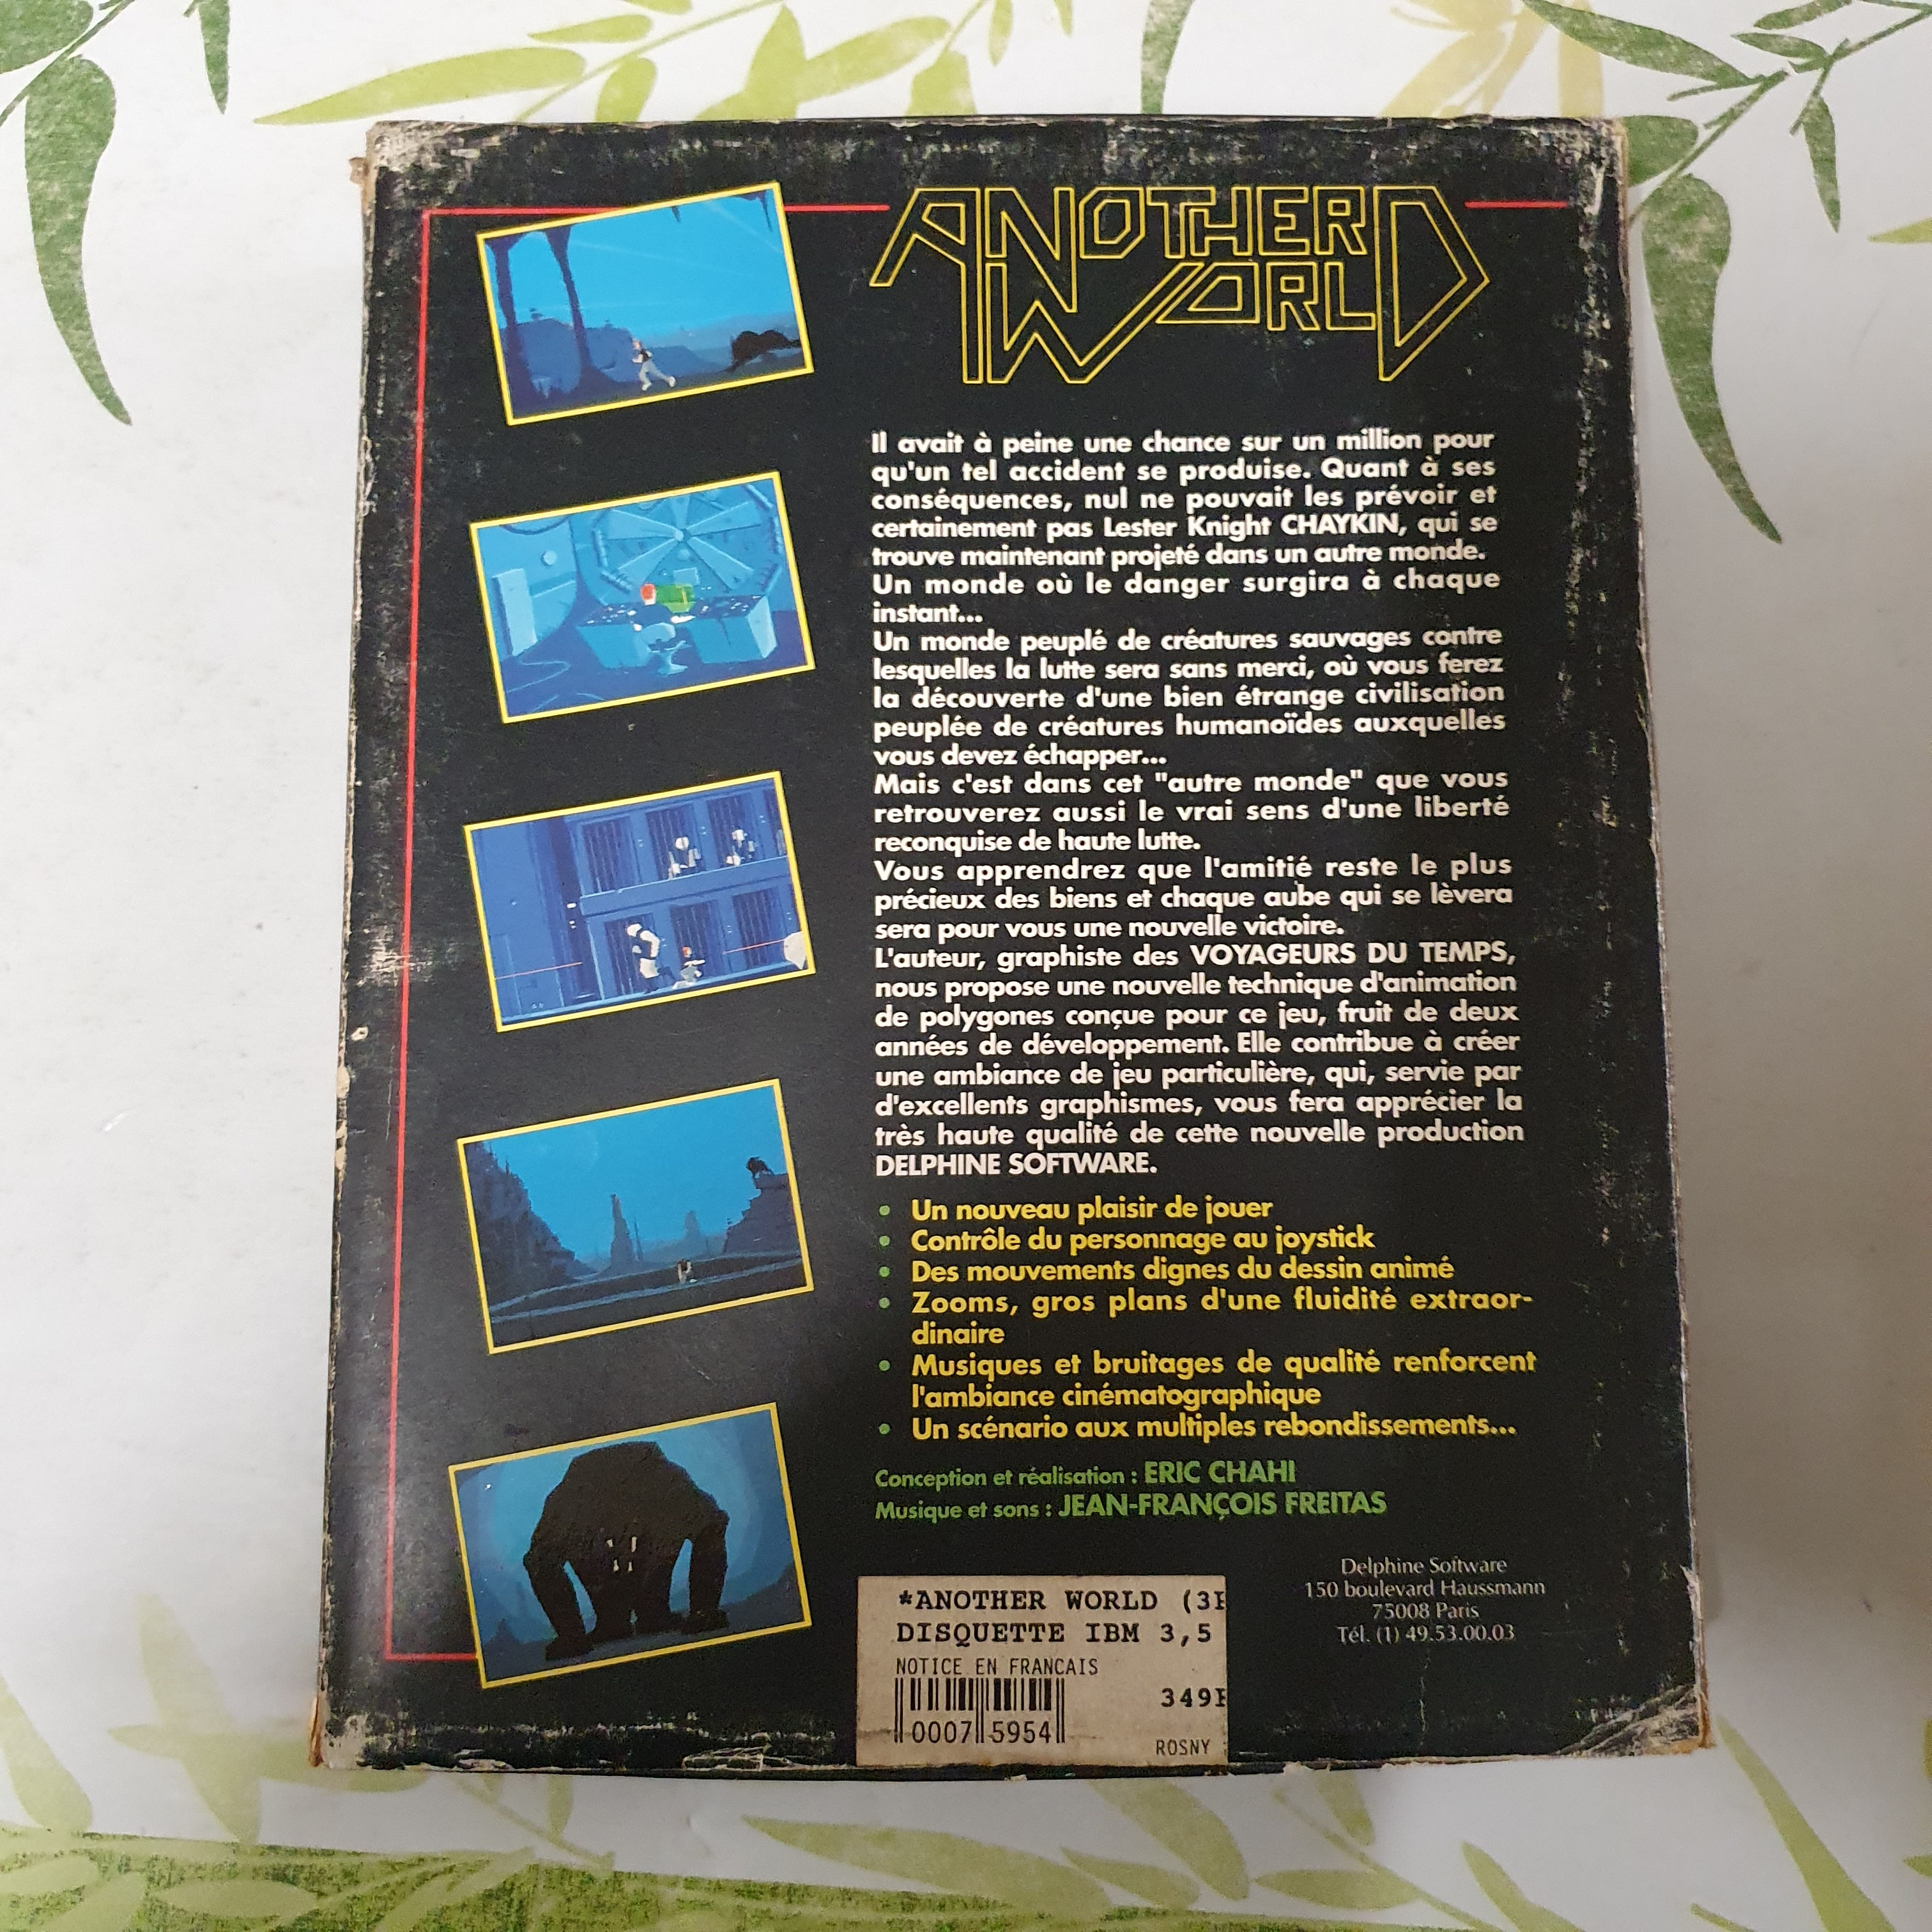 ANOTHER
WORLD
Il avait à peine une chance sur un million pour
qu'un tel accident se produise. Quant à ses
conséquences, nul ne pouvait les prévoir et
certainement pas Lester Knight CHAYKIN, qui se
trouve maintenant projeté dans un autre monde.
Un monde où le danger surgira à chaque
instant...
Un monde peuplé de créatures sauvages contre
lesquelles la lutte sera sans merci, où vous ferez
la découverte d'une bien étrange civilisation
peuplée de créatures humanoïdes auxquelles
vous devez échapper...
Mais c'est dans cet "autre monde" que vous
retrouverez aussi le vrai sens d'une liberté
reconquise de haute lutte.
Vous apprendrez que l'amitié reste le plus
précieux des biens et chaque aube qui se lèvera
sera pour vous une nouvelle victoire.
L'auteur, graphiste des VOYAGEURS DU TEMPS,
nous propose une nouvelle technique d'animation
de polygones conçue pour ce jeu, fruit de deux
années de développement. Elle contribue à créer
une ambiance de jeu particulière, qui, servie par
d'excellents graphismes, vous fera apprécier la
très haute qualité de cette nouvelle production
DELPHINE SOFTWARE.
• Un nouveau plaisir de jouer
• Contrôle du personnage au joystick
• Des mouvements dignes du dessin animé
• Zooms, gros plans d'une fluidité extraor-
dinaire
• Musiques et bruitages de qualité renforcent
l'ambiance cinématographique
• Un scénario aux multiples rebondissements...
Conception et réalisation : ERIC CHAHI
Musique et sons : JEAN-FRANÇOIS FREITAS
Delphine Software
150 boulevard Haussmann
75008 Paris
Tél. (1) 49.53.00.03
*ANOTHER WORLD
DISQUETTE IBM 3,5
NOTICE EN FRANCAIS
349
0007 5954
ROSNY